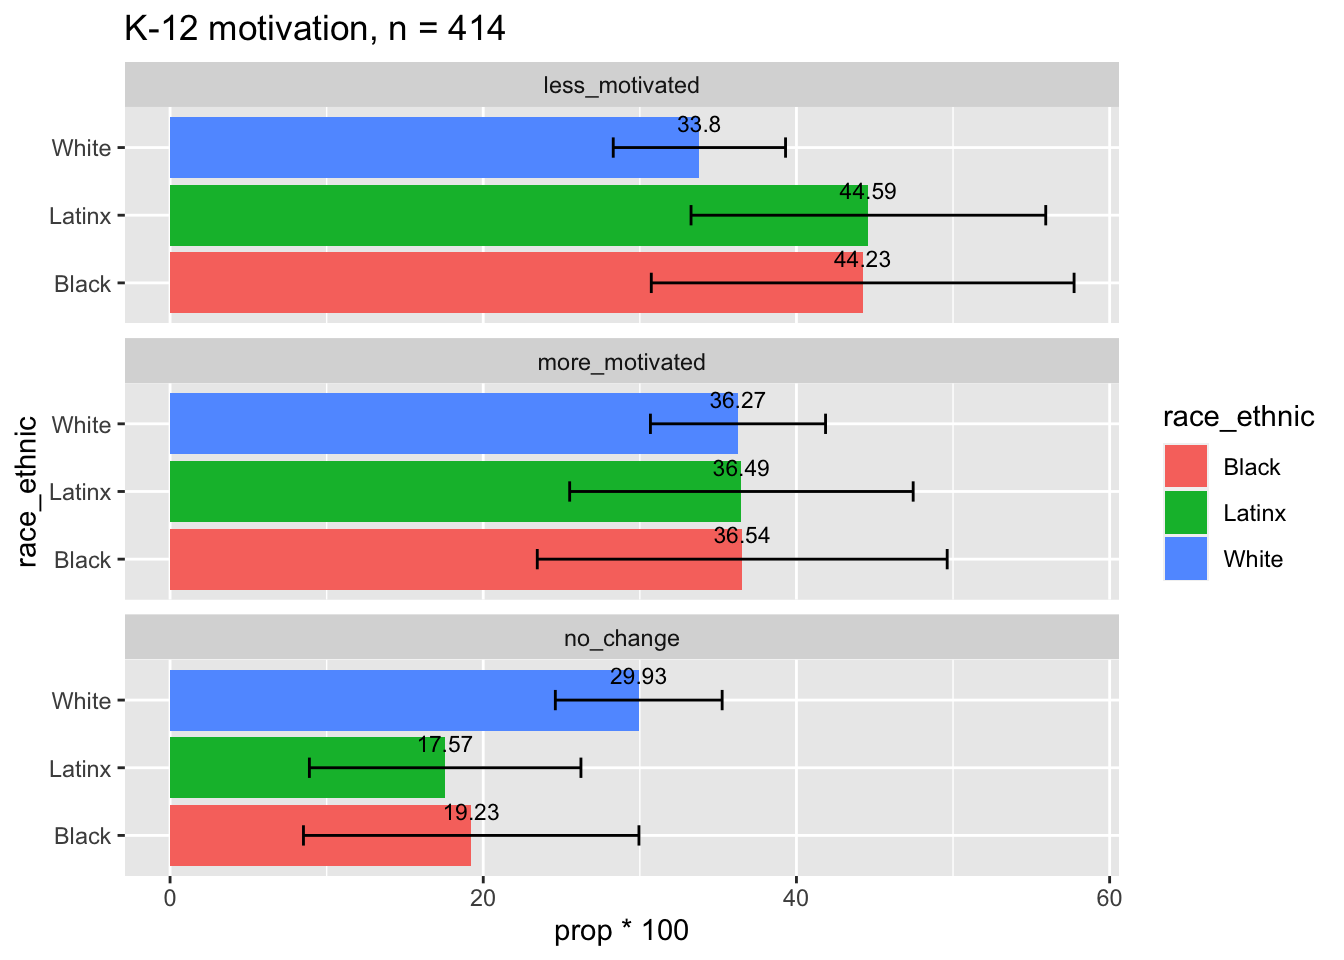 K-12 motivation, n = 414
less_motivated
White
33.8
Latinx
44.59
Black
44.23
more_motivated
White
36.27
Latinx
36.49
Black
36.54
no_change
White
29.93
Latinx
17.57
Black
19.23
0 20 40 60
prop * 100
race_ethnic
race_ethnic
Black
Latinx
White